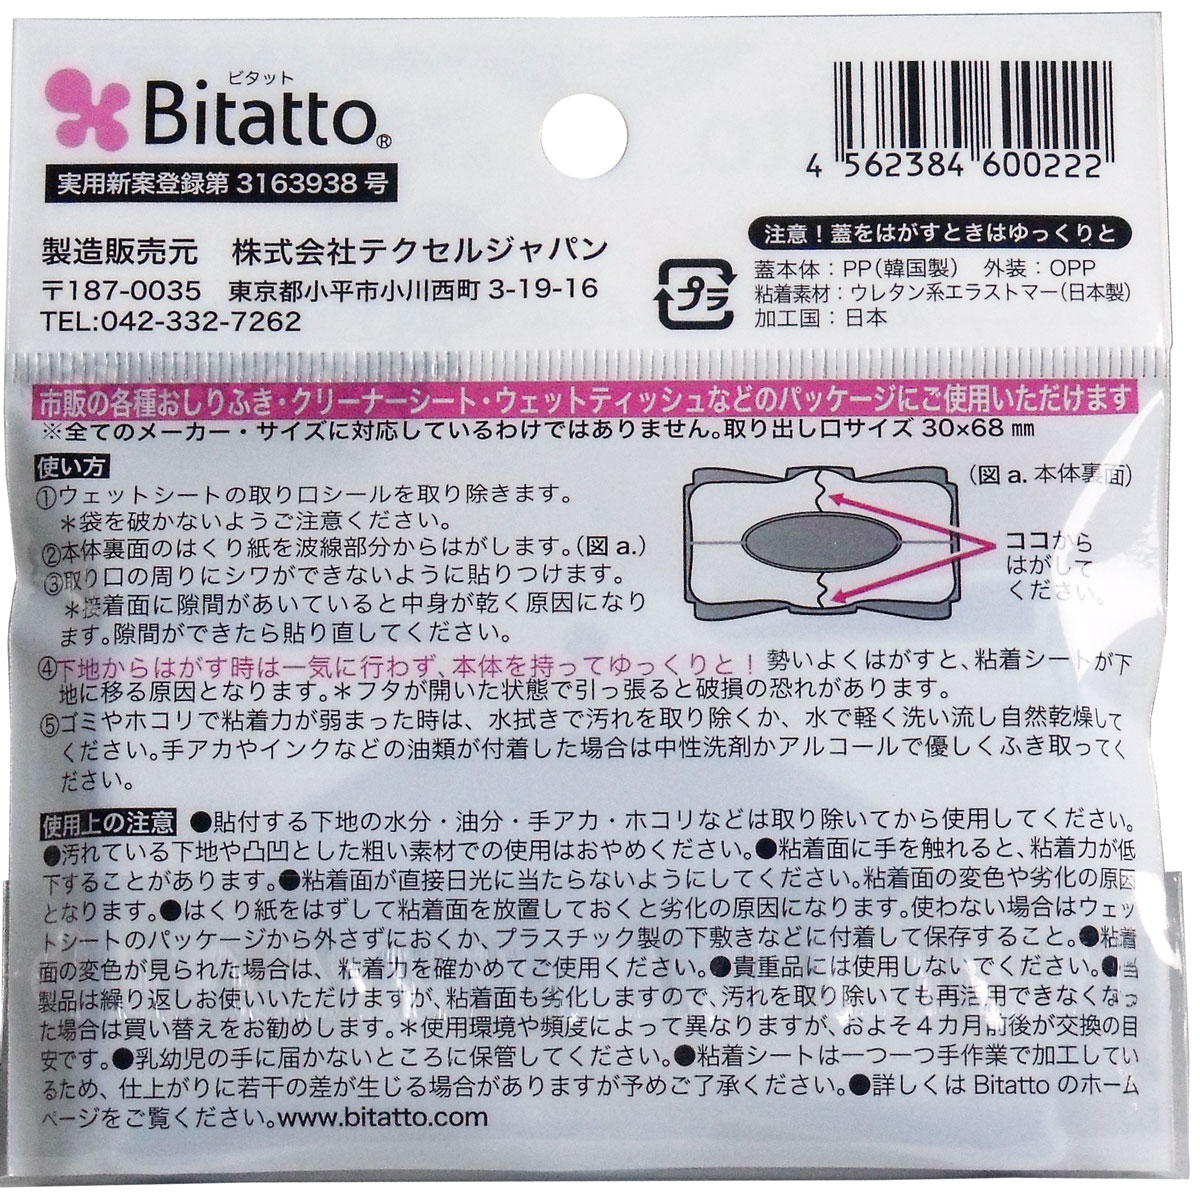 ビタット
Bitatto®
実用新案登録第3163938号
4 562384 600222
製造販売元　株式会社テクセルジャパン
〒187-0035　東京都小平市小川西町3-19-16
TEL:042-332-7262
注意！蓋をはがすときはゆっくりと
プラ
蓋本体：PP（韓国製）　外装：OPP
粘着素材：ウレタン系エラストマー（日本製）
加工国：日本
市販の各種おしりふき・クリーナーシート・ウェットティッシュなどのパッケージにご使用いただけます
※全てのメーカー・サイズに対応しているわけではありません。取り出し口サイズ 30×68 ㎜
使い方
①ウェットシートの取り口シールを取り除きます。
＊袋を破かないようご注意ください。
②本体裏面のはくり紙を波線部分からはがします。（図 a.）
③取り口の周りにシワができないように貼りつけます。
＊接着面に隙間があいていると中身が乾く原因になり
ます。隙間ができたら貼り直してください。
（図 a. 本体裏面）
ココから
はがして
ください。
④下地からはがす時は一気に行わず、本体を持ってゆっくりと！ 勢いよくはがすと、粘着シートが下
地に移る原因となります。＊フタが開いた状態で引っ張ると破損の恐れがあります。
⑤ゴミやホコリで粘着力が弱まった時は、水拭きで汚れを取り除くか、水で軽く洗い流し自然乾燥して
ください。手アカやインクなどの油類が付着した場合は中性洗剤かアルコールで優しくふき取ってく
ださい。
使用上の注意 ●貼付する下地の水分・油分・手アカ・ホコリなどは取り除いてから使用してください。
●汚れている下地や凸凹とした粗い素材での使用はおやめください。●粘着面に手を触れると、粘着力が低
下することがあります。●粘着面が直接日光に当たらないようにしてください。粘着面の変色や劣化の原因
となります。●はくり紙をはずして粘着面を放置しておくと劣化の原因になります。使わない場合はウェッ
トシートのパッケージから外さずにおくか、プラスチック製の下敷きなどに付着して保存すること。●粘着
面の変色が見られた場合は、粘着力を確かめてご使用ください。●貴重品には使用しないでください。●当
製品は繰り返しお使いいただけますが、粘着面も劣化しますので、汚れを取り除いても再活用できなくなっ
た場合は買い替えをお勧めします。＊使用環境や頻度によって異なりますが、およそ4カ月前後が交換の目
安です。●乳幼児の手に届かないところに保管してください。●粘着シートは一つ一つ手作業で加工してい
るため、仕上がりに若干の差が生じる場合がありますが予めご了承ください。●詳しくは Bitatto のホーム
ページをご覧ください。www.bitatto.com